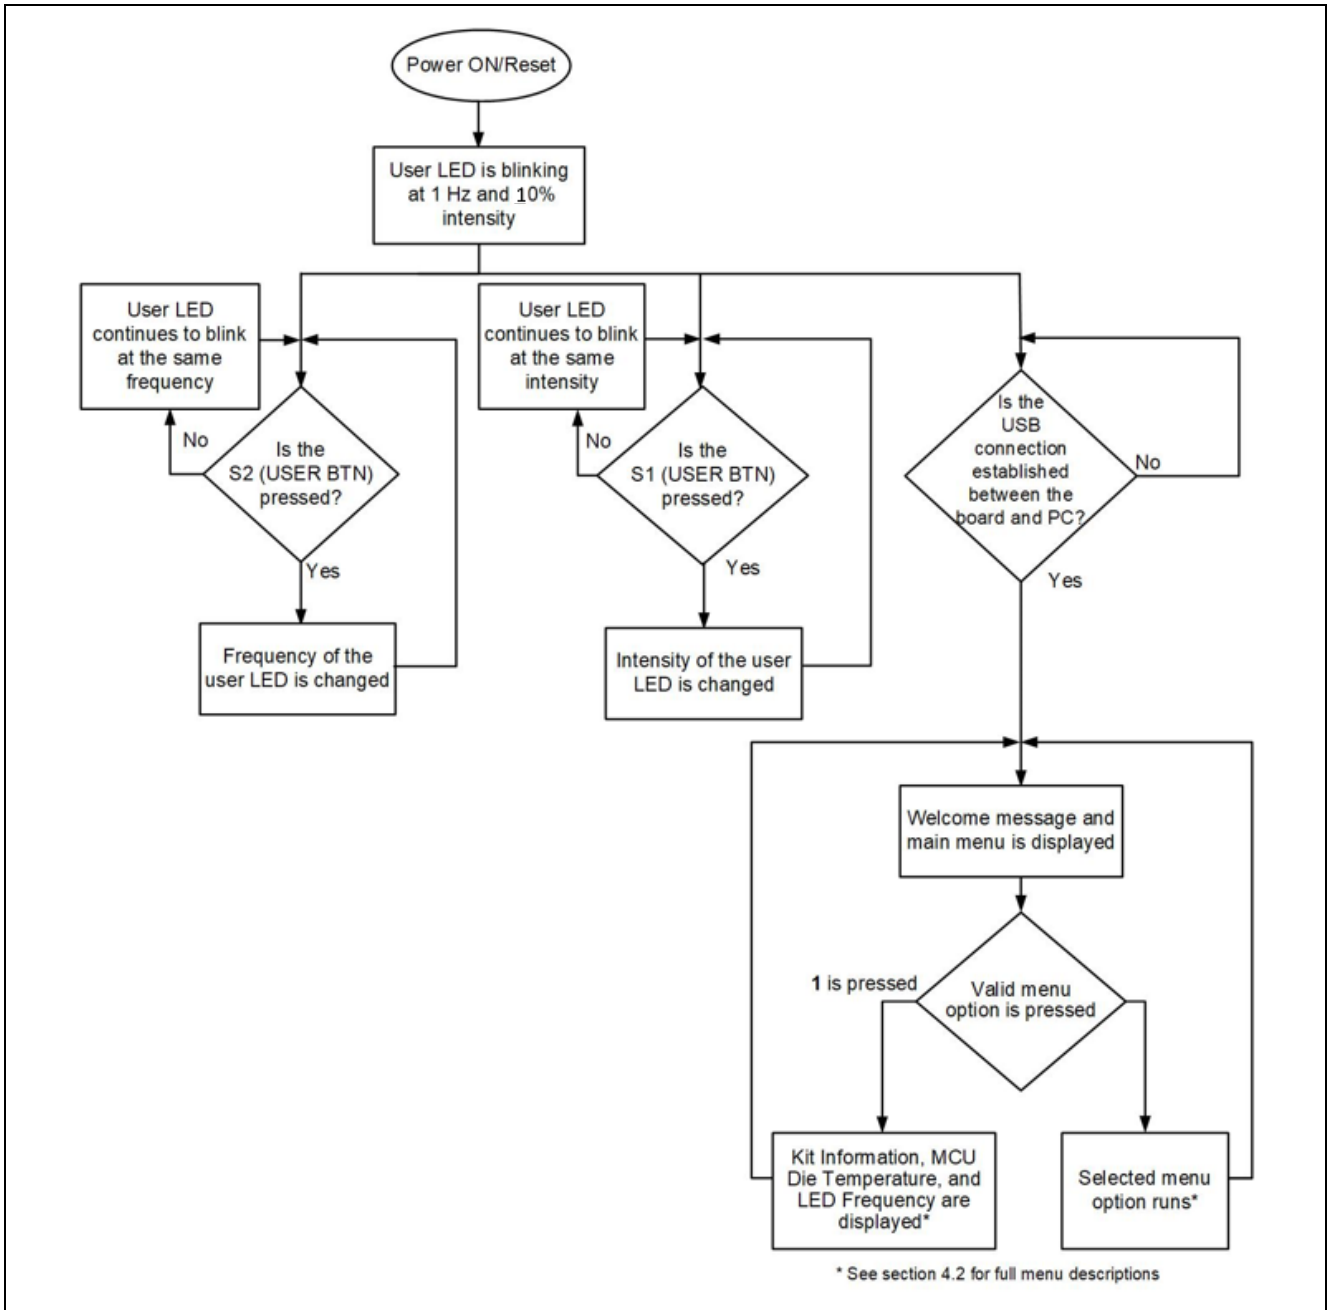 Power ON/Reset
User LED is blinking
at 1 Hz and 10%
intensity
User LED
continues to blink
at the same
frequency
No
Is the
S2 (USER BTN)
pressed?
Yes
Frequency of the
user LED is changed
User LED
continues to blink
at the same
intensity
No
Is the
S1 (USER BTN)
pressed?
Yes
Intensity of the user
LED is changed
Is the
USB
connection
established
between the
board and PC?
No
Yes
Welcome message and
main menu is displayed
Valid menu
option is pressed
1 is pressed
Kit Information, MCU
Die Temperature, and
LED Frequency are
displayed*
Selected menu
option runs*
* See section 4.2 for full menu descriptions